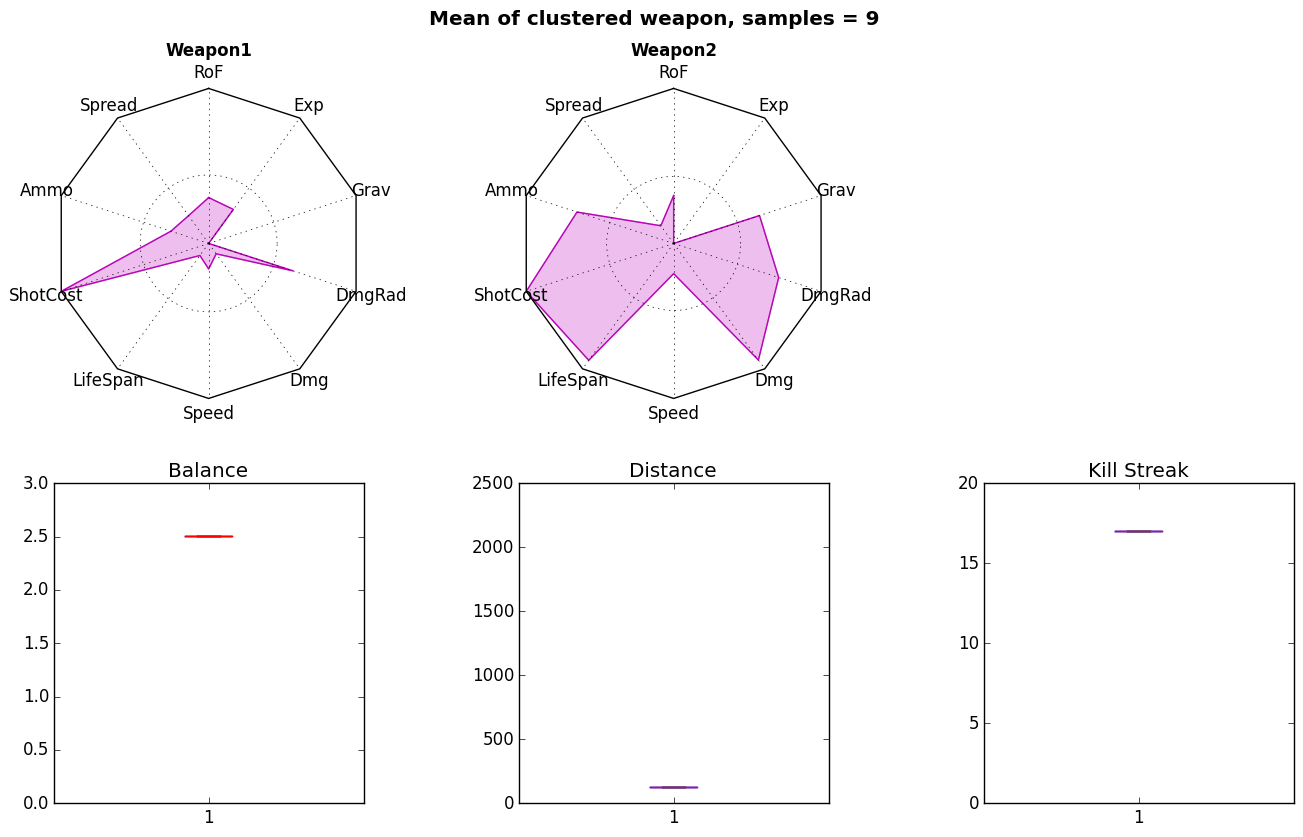 Mean of clustered weapon, samples = 9
Weapon1
RoF
Exp
Spread
Grav
Ammo
DmgRad
ShotCost
Dmg
LifeSpan
Speed
Weapon2
RoF
Exp
Spread
Grav
Ammo
DmgRad
ShotCost
Dmg
LifeSpan
Speed
Balance
3.0
2.5
2.0
1.5
1.0
0.5
0.0
1
Distance
2500
2000
1500
1000
500
0
1
Kill Streak
20
15
10
5
0
1